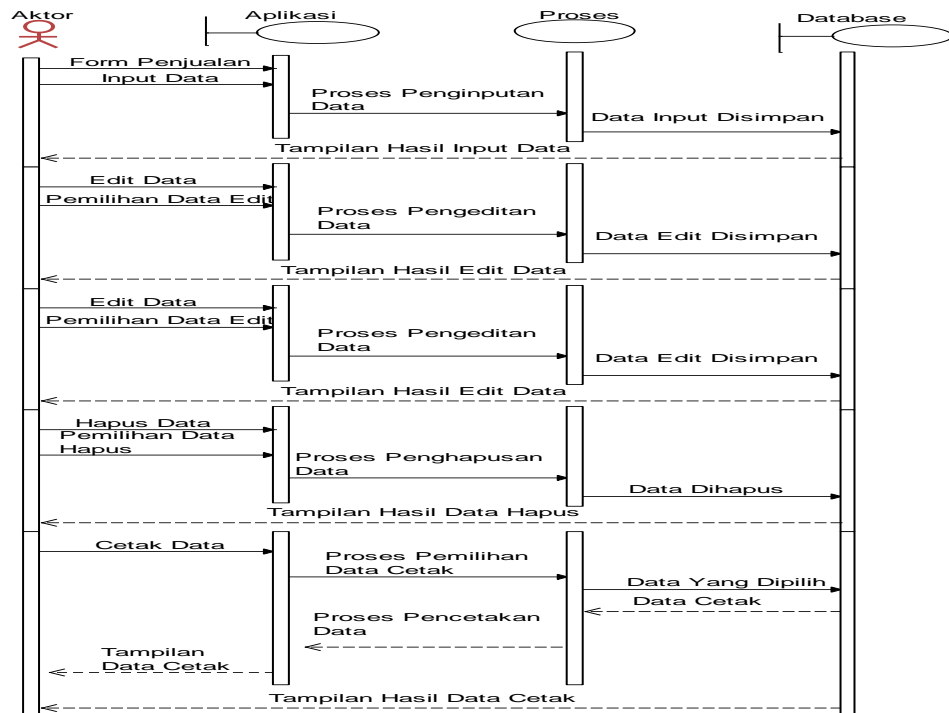 Aktor
Aplikasi
Proses
Database
Form Penjualan
Input Data
Proses Penginputan
Data
Data Input Disimpan
Tampilan Hasil Input Data
Edit Data
Pemilihan Data Edit
Proses Pengeditan
Data
Data Edit Disimpan
Tampilan Hasil Edit Data
Edit Data
Pemilihan Data Edit
Proses Pengeditan
Data
Data Edit Disimpan
Tampilan Hasil Edit Data
Hapus Data
Pemilihan Data
Hapus
Proses Penghapusan
Data
Data Dihapus
Tampilan Hasil Data Hapus
Cetak Data
Proses Pemilihan
Data Cetak
Data Yang Dipilih
Data Cetak
Proses Pencetakan
Data
Tampilan
Data Cetak
Tampilan Hasil Data Cetak